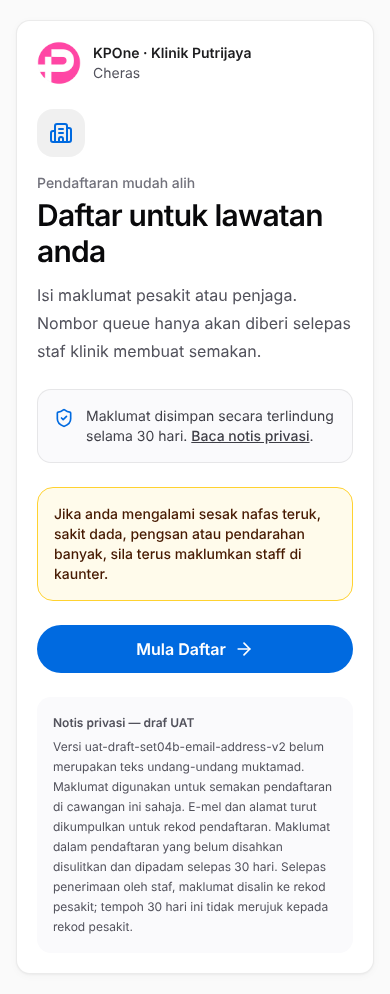 KPOne · Klinik Putrijaya
Cheras
Pendaftaran mudah alih
Daftar untuk lawatan
anda
Isi maklumat pesakit atau penjaga.
Nombor queue hanya akan diberi selepas
staf klinik membuat semakan.
Maklumat disimpan secara terlindung
selama 30 hari. Baca notis privasi.
Jika anda mengalami sesak nafas teruk,
sakit dada, pengsan atau pendarahan
banyak, sila terus maklumkan staff di
kaunter.
Mula Daftar →
Notis privasi — draf UAT
Versi uat-draft-set04b-email-address-v2 belum
merupakan teks undang-undang muktamad.
Maklumat digunakan untuk semakan pendaftaran
di cawangan ini sahaja. E-mel dan alamat turut
dikumpulkan untuk rekod pendaftaran. Maklumat
dalam pendaftaran yang belum disahkan
disulitkan dan dipadam selepas 30 hari. Selepas
penerimaan oleh staf, maklumat disalin ke rekod
pesakit; tempoh 30 hari ini tidak merujuk kepada
rekod pesakit.